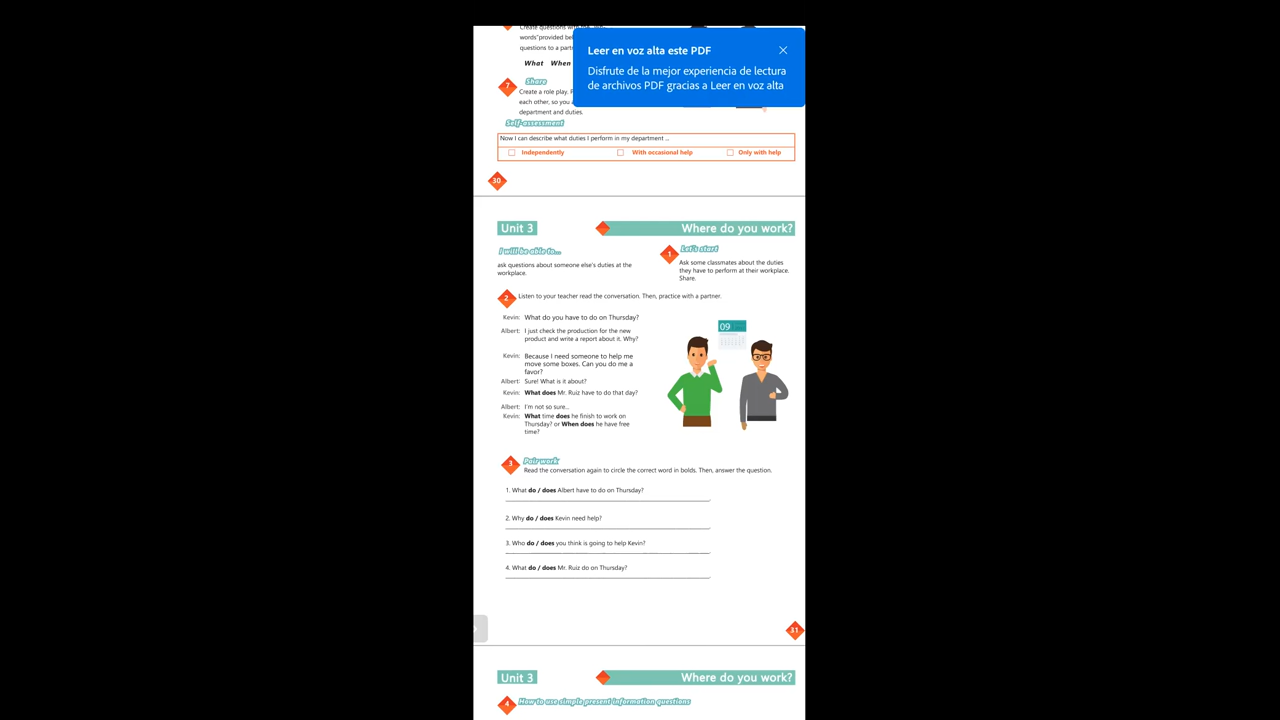 Create questions with the
words"provided bel
questions to a part
What When
Leer en voz alta este PDF
Disfrute de la mejor experiencia de lectura
de archivos PDF gracias a Leer en voz alta
7 Share
Create a role play.
each other, so you a
department and duties.
Self-assessment
Now I can describe what duties I perform in my department ...
Independently With occasional help Only with help
30
Unit 3 Where do you work?
I will be able to...
ask questions about someone else's duties at the
workplace.
1 Let's start
Ask some classmates about the duties
they have to perform at their workplace.
Share.
2 Listen to your teacher read the conversation. Then, practice with a partner.
Kevin: What do you have to do on Thursday?
Albert: I just check the production for the new
product and write a report about it. Why?
Kevin: Because I need someone to help me
move some boxes. Can you do me a
favor?
Albert: Sure! What is it about?
Kevin: What does Mr. Ruiz have to do that day?
Albert: I'm not so sure...
Kevin: What time does he finish to work on
Thursday? or When does he have free
time?
09
3 Pair work
Read the conversation again to circle the correct word in bolds. Then, answer the question.
1. What do / does Albert have to do on Thursday?
2. Why do / does Kevin need help?
3. Who do / does you think is going to help Kevin?
4. What do / does Mr. Ruiz do on Thursday?
31
Unit 3 Where do you work?
4 How to use simple present information questions